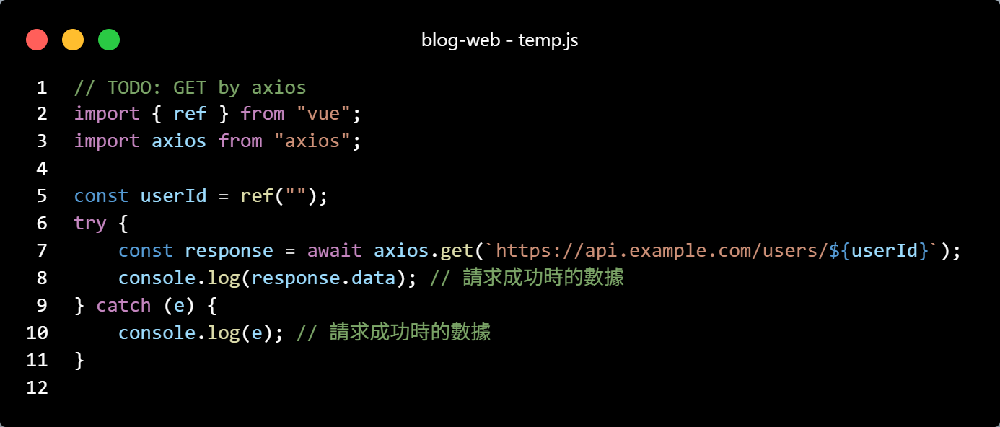 blog-web - temp.js
1 // TODO: GET by axios
2 import { ref } from "vue";
3 import axios from "axios";
4
5 const userId = ref("");
6 try {
7     const response = await axios.get(`https://api.example.com/users/${userId}`);
8     console.log(response.data); // 請求成功時的數據
9 } catch (e) {
10     console.log(e); // 請求成功時的數據
11 }
12